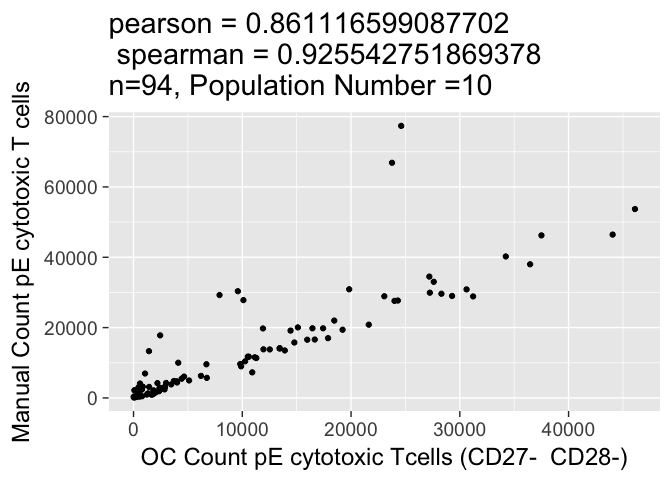 pearson = 0.861116599087702
spearman = 0.925542751869378
n=94, Population Number =10
Manual Count pE cytotoxic T cells
80000
60000
40000
20000
0
0 10000 20000 30000 40000
OC Count pE cytotoxic Tcells (CD27-  CD28-)